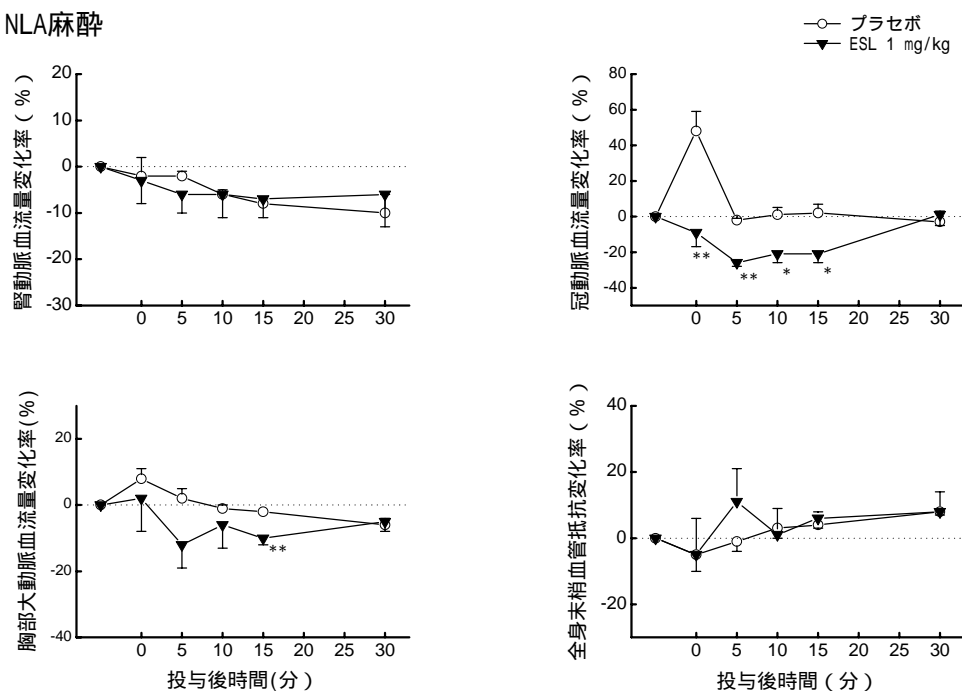 NLA麻酔
プラセボ
ESL 1 mg/kg
腎動脈血流量変化率(%)
20
10
0
-10
-20
-30
0 5 10 15 20 25 30
冠動脈血流量変化率(%)
80
60
40
20
0
-20
-40
** ** * *
0 5 10 15 20 25 30
胸部大動脈血流量変化率(%)
20
0
-20
-40
**
0 5 10 15 20 25 30
投与後時間(分)
全身末梢血管抵抗変化率(%)
40
20
0
-20
0 5 10 15 20 25 30
投与後時間(分)